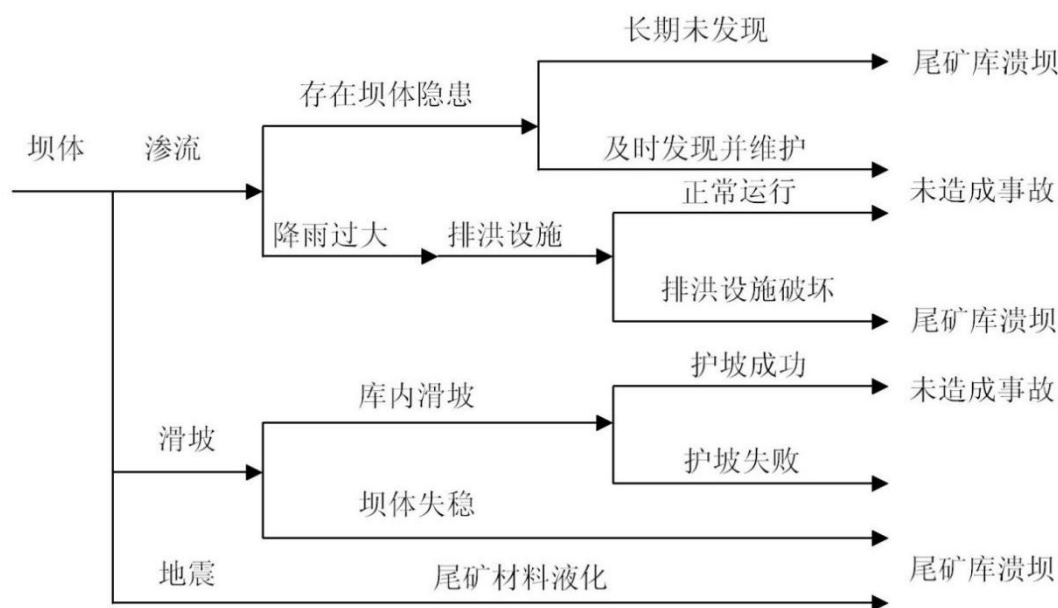 长期未发现
尾矿库溃坝
存在坝体隐患
坝体
渗流
及时发现并维护
未造成事故
正常运行
降雨过大
排洪设施
排洪设施破坏
尾矿库溃坝
护坡成功
未造成事故
库内滑坡
滑坡
护坡失败
坝体失稳
地震
尾矿材料液化
尾矿库溃坝